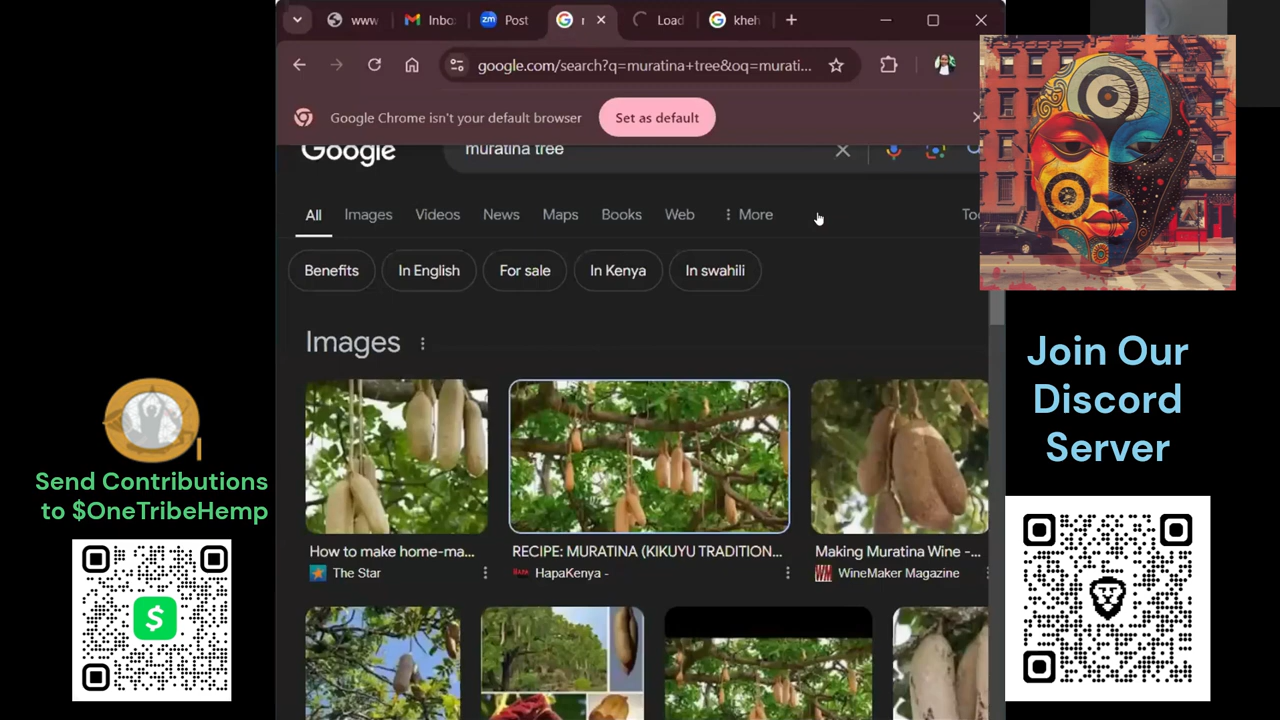 www
Inbo
zm
Post
Load
kheh
google.com/search?q=muratina+tree&oq=murati...
Google Chrome isn't your default browser
Set as default
Google
muratina tree
All
Images
Videos
News
Maps
Books
Web
More
Too
Benefits
In English
For sale
In Kenya
In swahili
Images
How to make home-ma...
The Star
RECIPE: MURATINA (KIKUYU TRADITION...
HapaKenya -
Making Muratina Wine -...
WineMaker Magazine
Send Contributions
to $OneTribeHemp
$
Join Our
Discord
Server